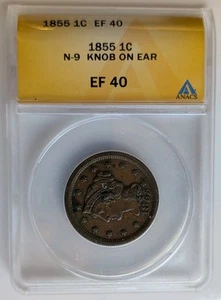 1855 1C EF 40
1855 1C
N-9 KNOB ON EAR
EF 40
ANACS